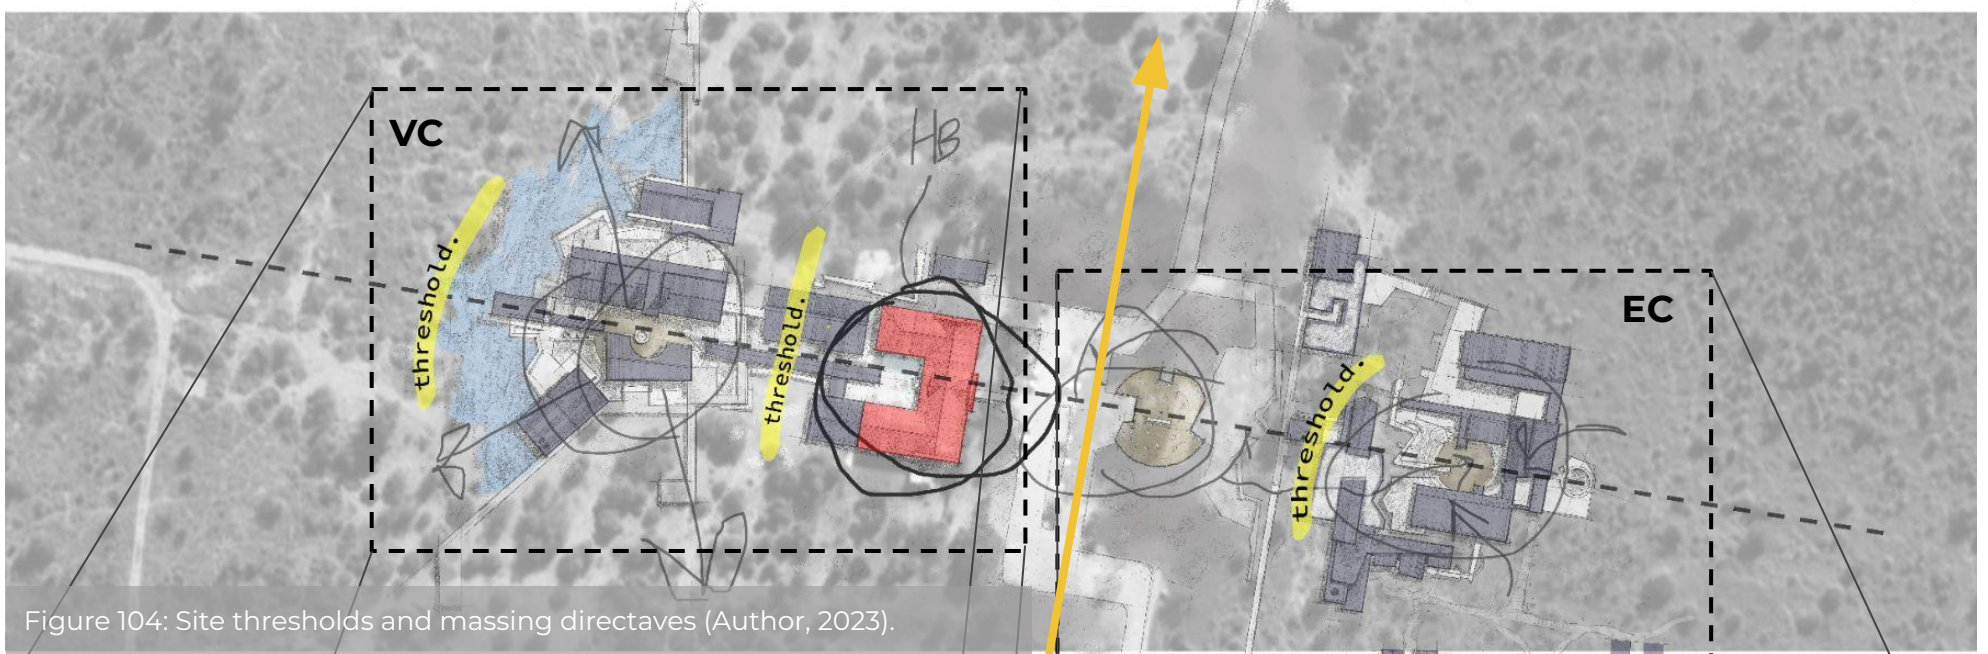 VC
HB
EC
threshold.
threshold.
threshold.
Figure 104: Site thresholds and massing directaves (Author, 2023).